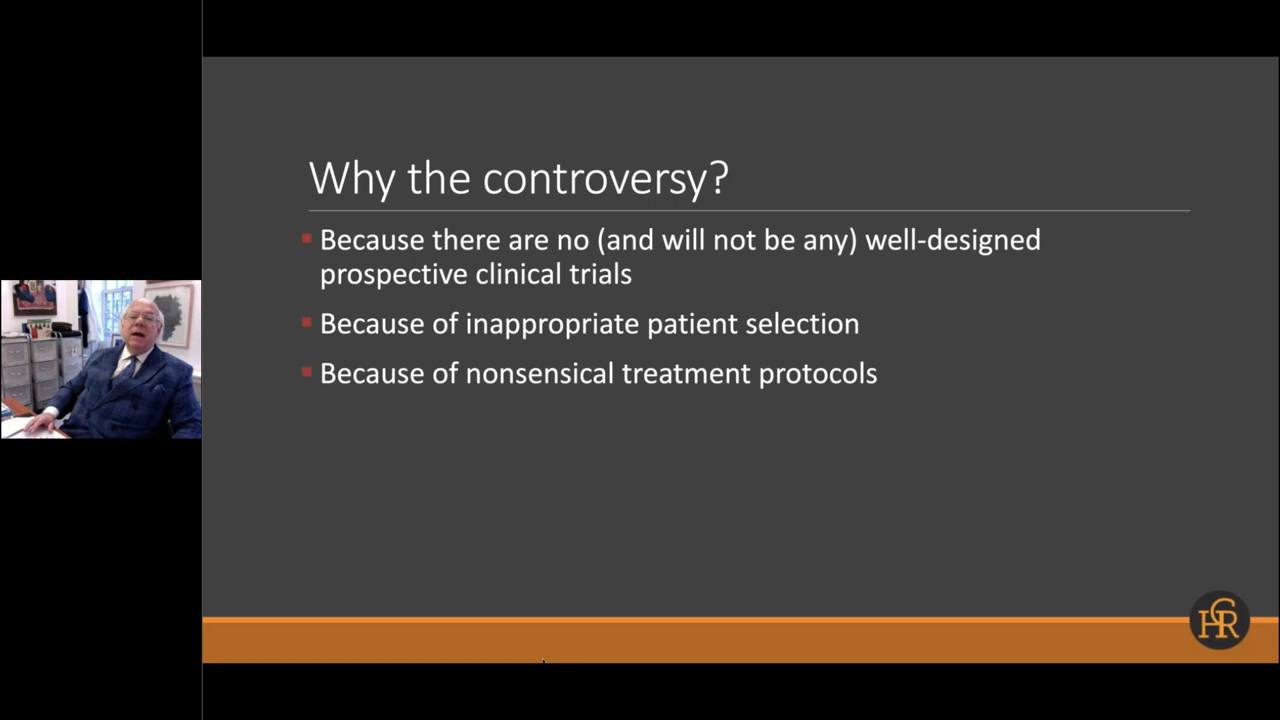 Why the controversy?
Because there are no (and will not be any) well-designed
prospective clinical trials
Because of inappropriate patient selection
Because of nonsensical treatment protocols
CHR